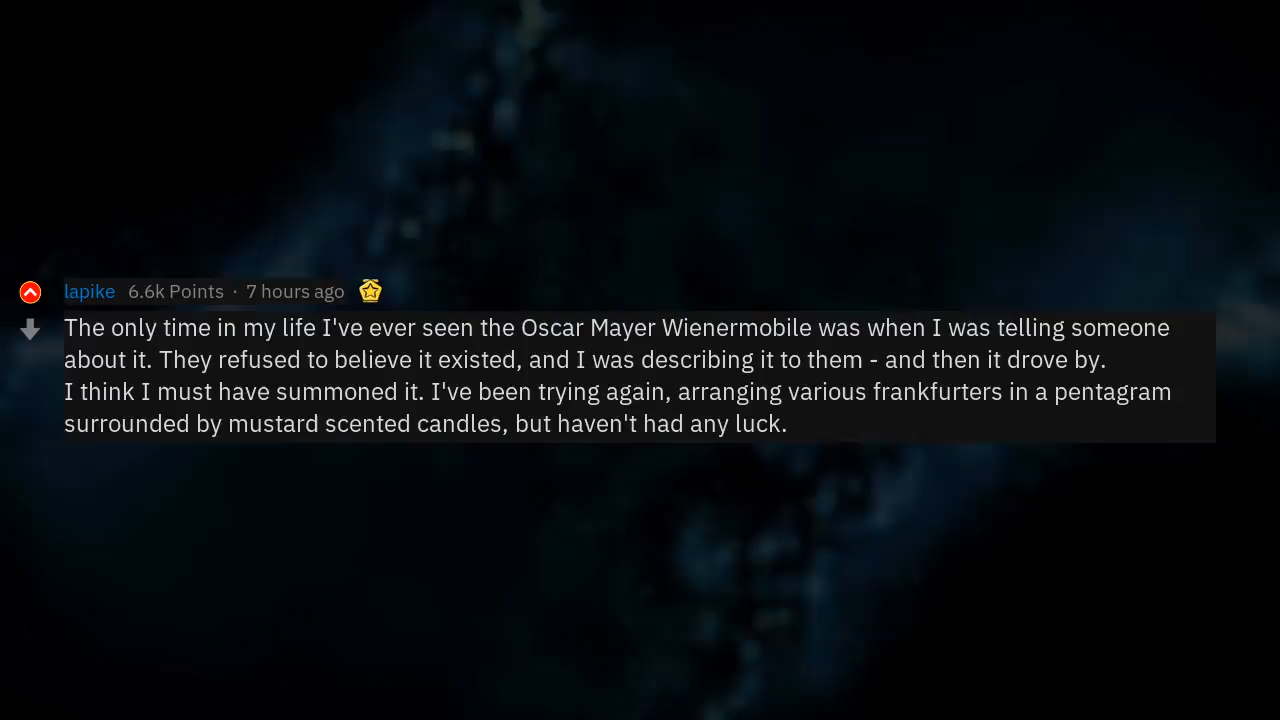 lapike 6.6k Points · 7 hours ago
The only time in my life I've ever seen the Oscar Mayer Wienermobile was when I was telling someone
about it. They refused to believe it existed, and I was describing it to them - and then it drove by.
I think I must have summoned it. I've been trying again, arranging various frankfurters in a pentagram
surrounded by mustard scented candles, but haven't had any luck.